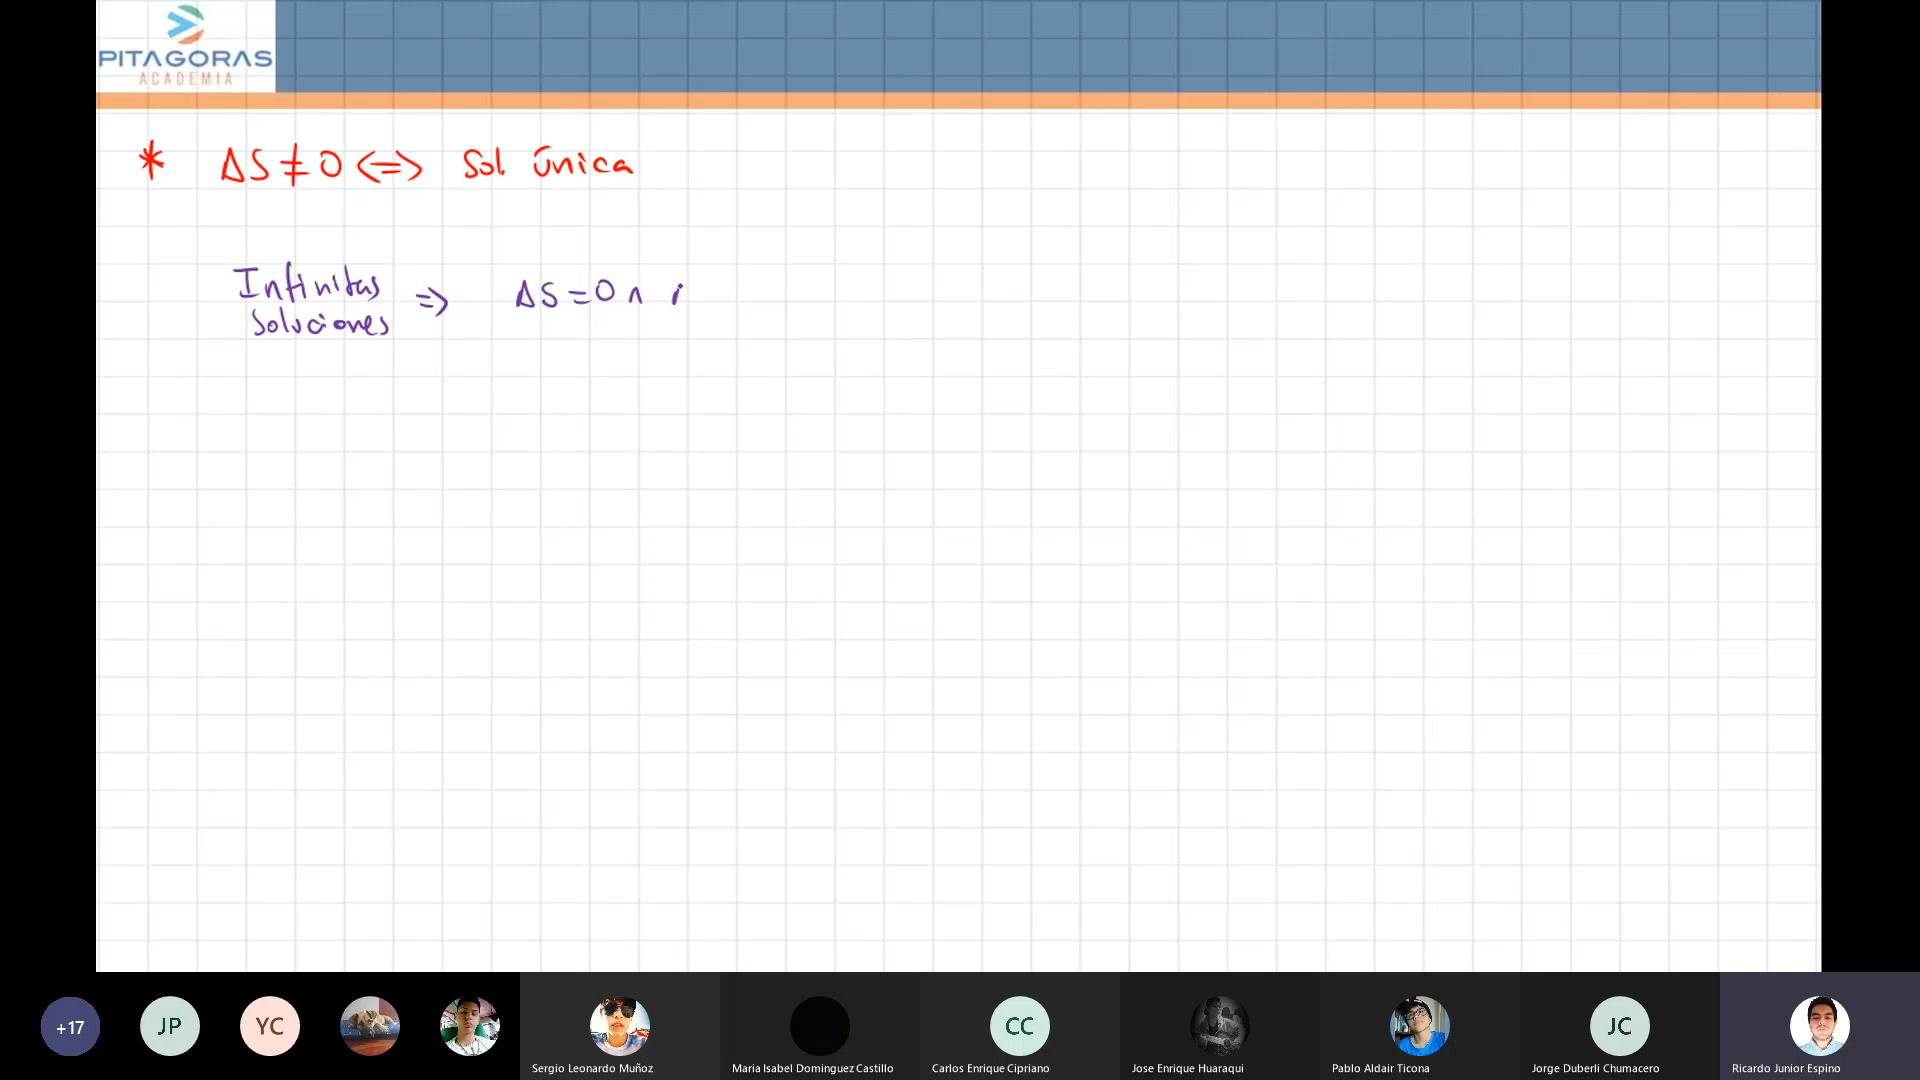 PITAGORAS
ACADEMIA
* ΔS ≠ 0 <=> Sol única
Infinitas
Soluciones => ΔS = 0 ∧
+17
JP
YC
CC
JC
Sergio Leonardo Muñoz
Maria Isabel Dominguez Castillo
Carlos Enrique Cipriano
Jose Enrique Huaraqui
Pablo Aldair Ticona
Jorge Duberli Chumacero
Ricardo Junior Espino